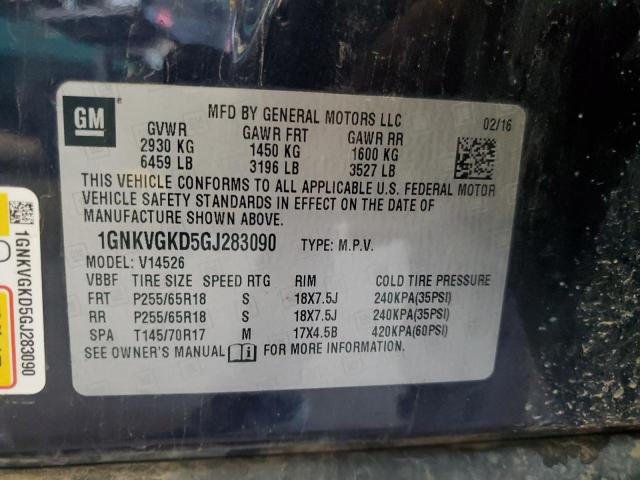 GM
MFD BY GENERAL MOTORS LLC
02/16
GVWR GAWR FRT GAWR RR
2930 KG 1450 KG 1600 KG
6459 LB 3196 LB 3527 LB
THIS VEHICLE CONFORMS TO ALL APPLICABLE U.S. FEDERAL MOTOR
VEHICLE SAFETY STANDARDS IN EFFECT ON THE DATE OF
MANUFACTURE SHOWN ABOVE.
1GNKVGKD5GJ283090 TYPE: M.P.V.
MODEL: V14526
VBBF TIRE SIZE SPEED RTG RIM COLD TIRE PRESSURE
FRT P255/65R18 S 18X7.5J 240KPA(35PSI)
RR P255/65R18 S 18X7.5J 240KPA(35PSI)
SPA T145/70R17 M 17X4.5B 420KPA(60PSI)
SEE OWNER'S MANUAL FOR MORE INFORMATION.
1GNKVGKD5GJ283090